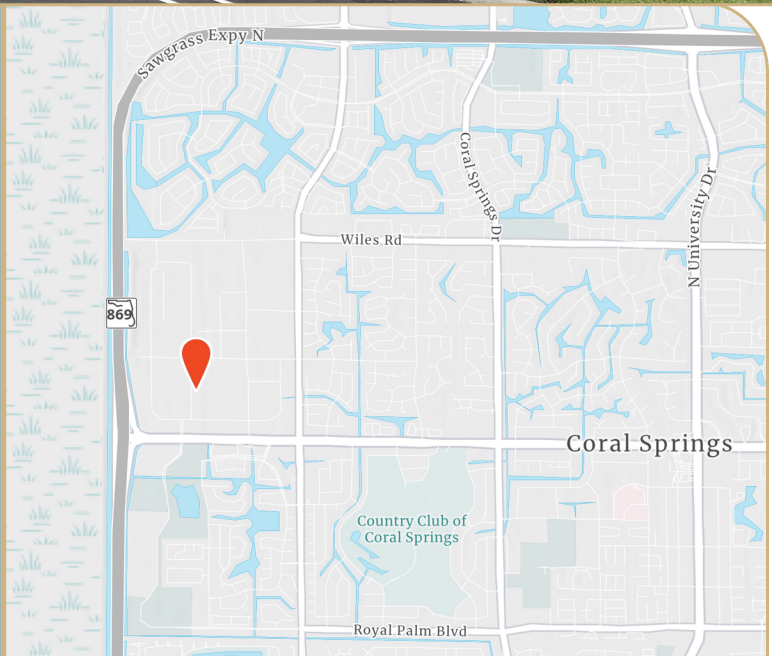 Sawgrass Expy N
Coral Springs Dr
N University Dr
Wiles Rd
869
Coral Springs
Country Club of
Coral Springs
Royal Palm Blvd